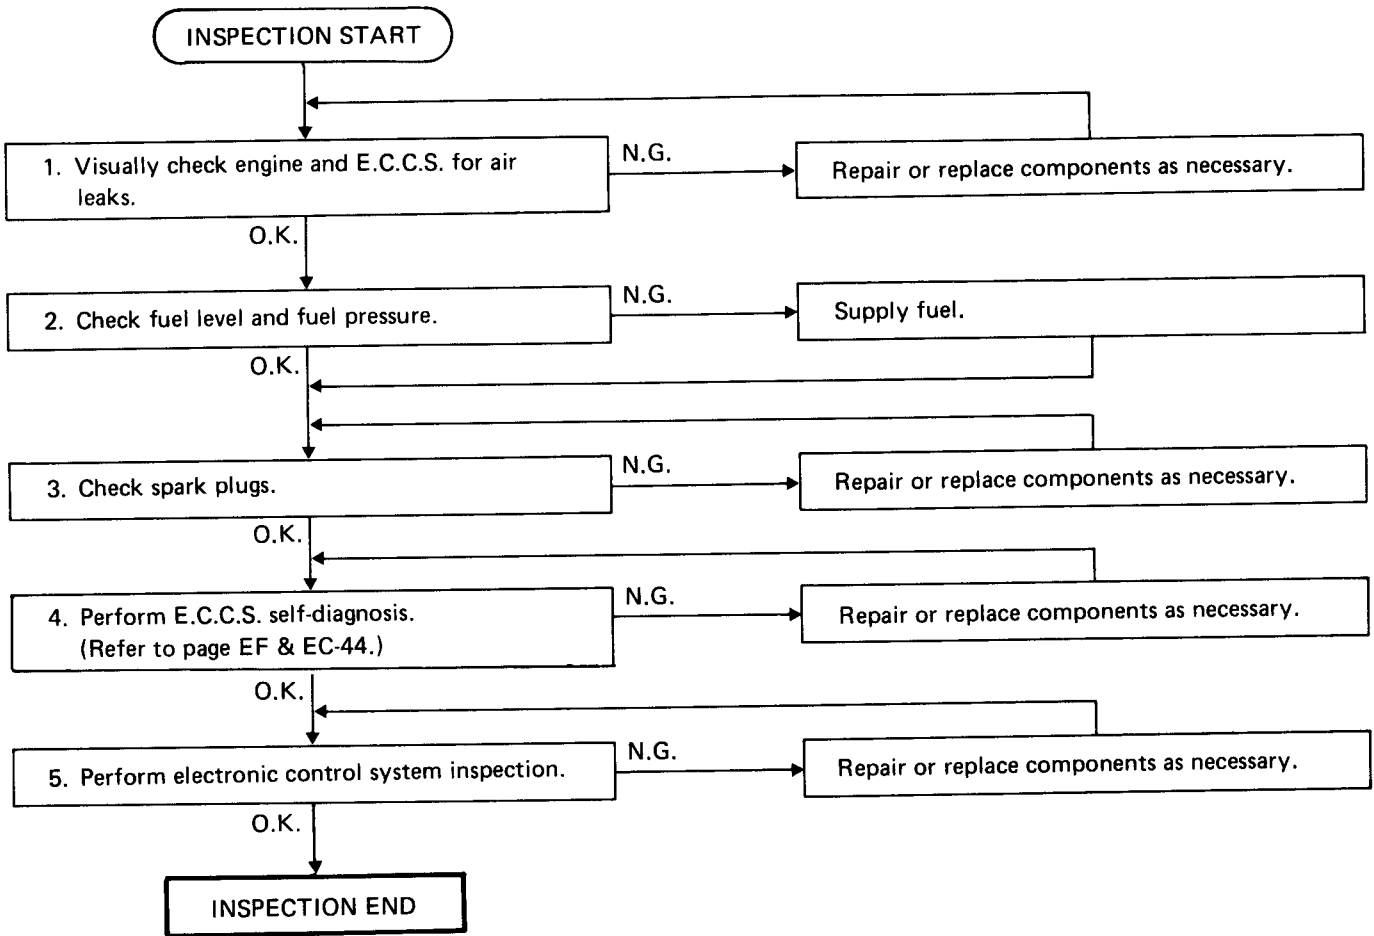 INSPECTION START
1. Visually check engine and E.C.C.S. for air
leaks.
N.G.
Repair or replace components as necessary.
O.K.
2. Check fuel level and fuel pressure.
N.G.
Supply fuel.
O.K.
3. Check spark plugs.
N.G.
Repair or replace components as necessary.
O.K.
4. Perform E.C.C.S. self-diagnosis.
(Refer to page EF & EC-44.)
N.G.
Repair or replace components as necessary.
O.K.
5. Perform electronic control system inspection.
N.G.
Repair or replace components as necessary.
O.K.
INSPECTION END